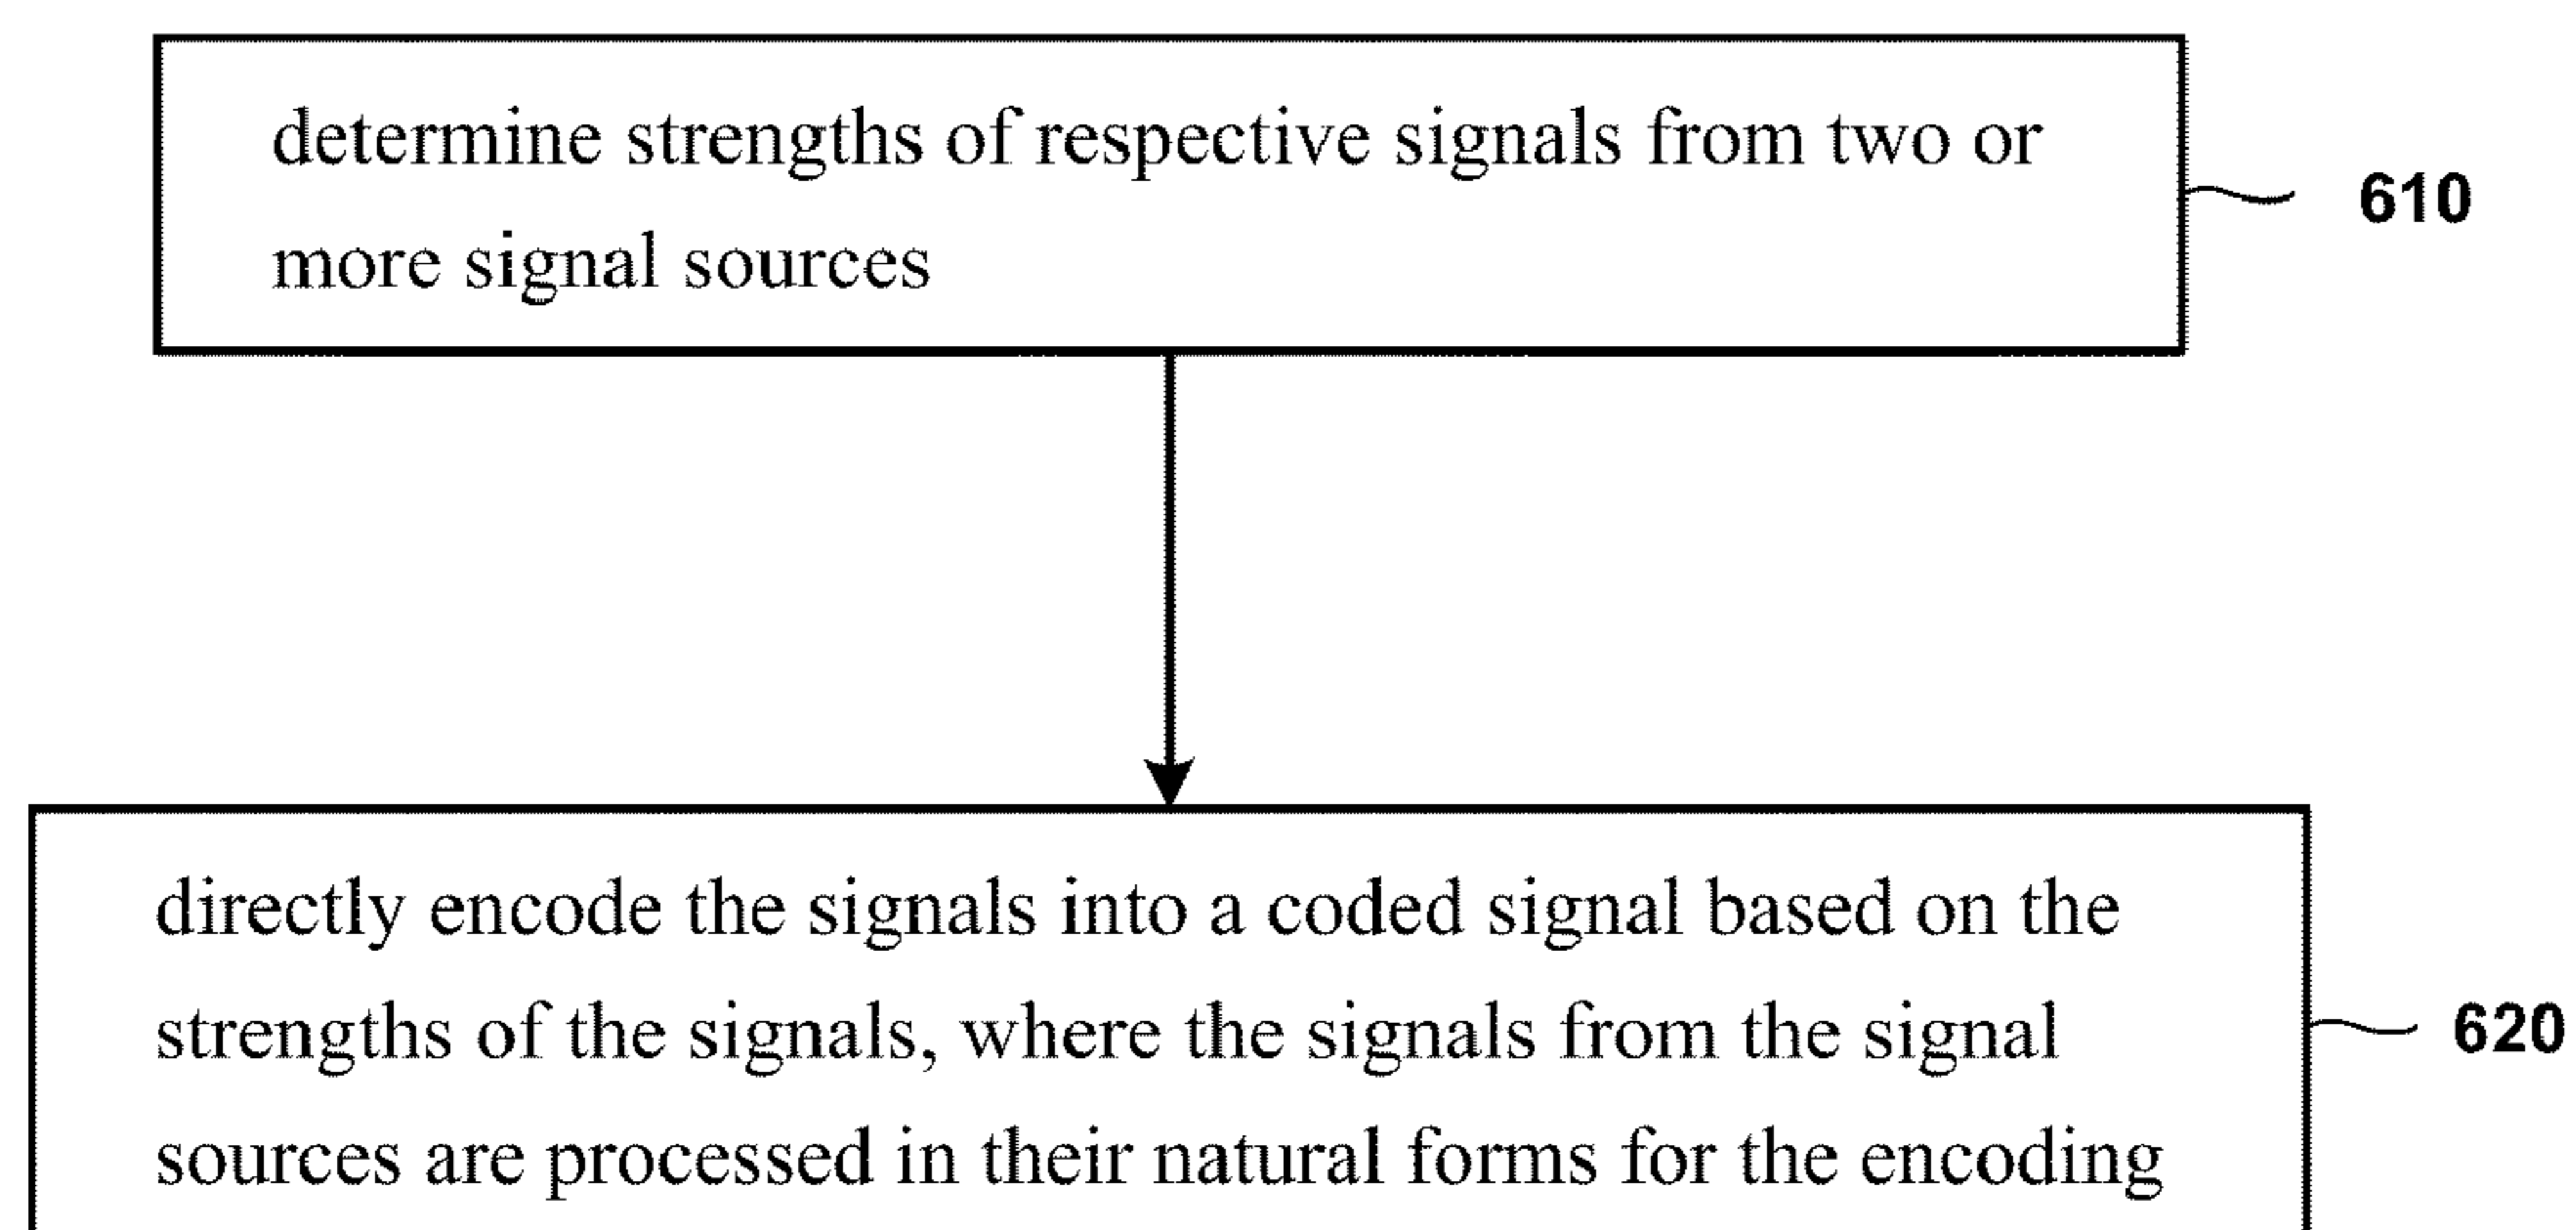 determine strengths of respective signals from two or
more signal sources
610
directly encode the signals into a coded signal based on the
strengths of the signals, where the signals from the signal
620
sources are processed in their natural forms for the encoding